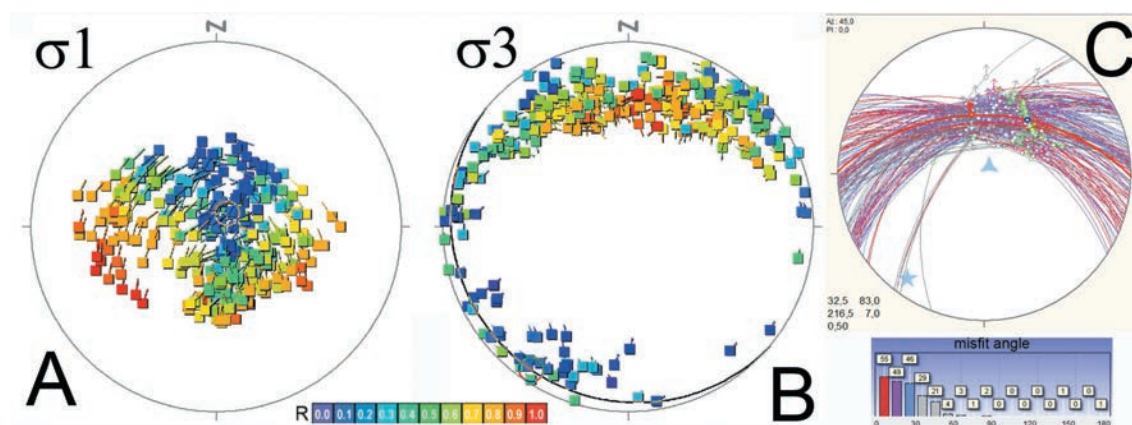 σ1
N
A
σ3
N
B
R 0.0 0.1 0.2 0.3 0.4 0.5 0.6 0.7 0.8 0.9 1.0
Az : 45,0
Pt : 0,0
C
32,5 83,0
216,5 7,0
0,50
misfit angle
55 49 46 29 21 4 3 1 2 0 0 0 0 1 0 0 1
0 30 60 90 120 150 180